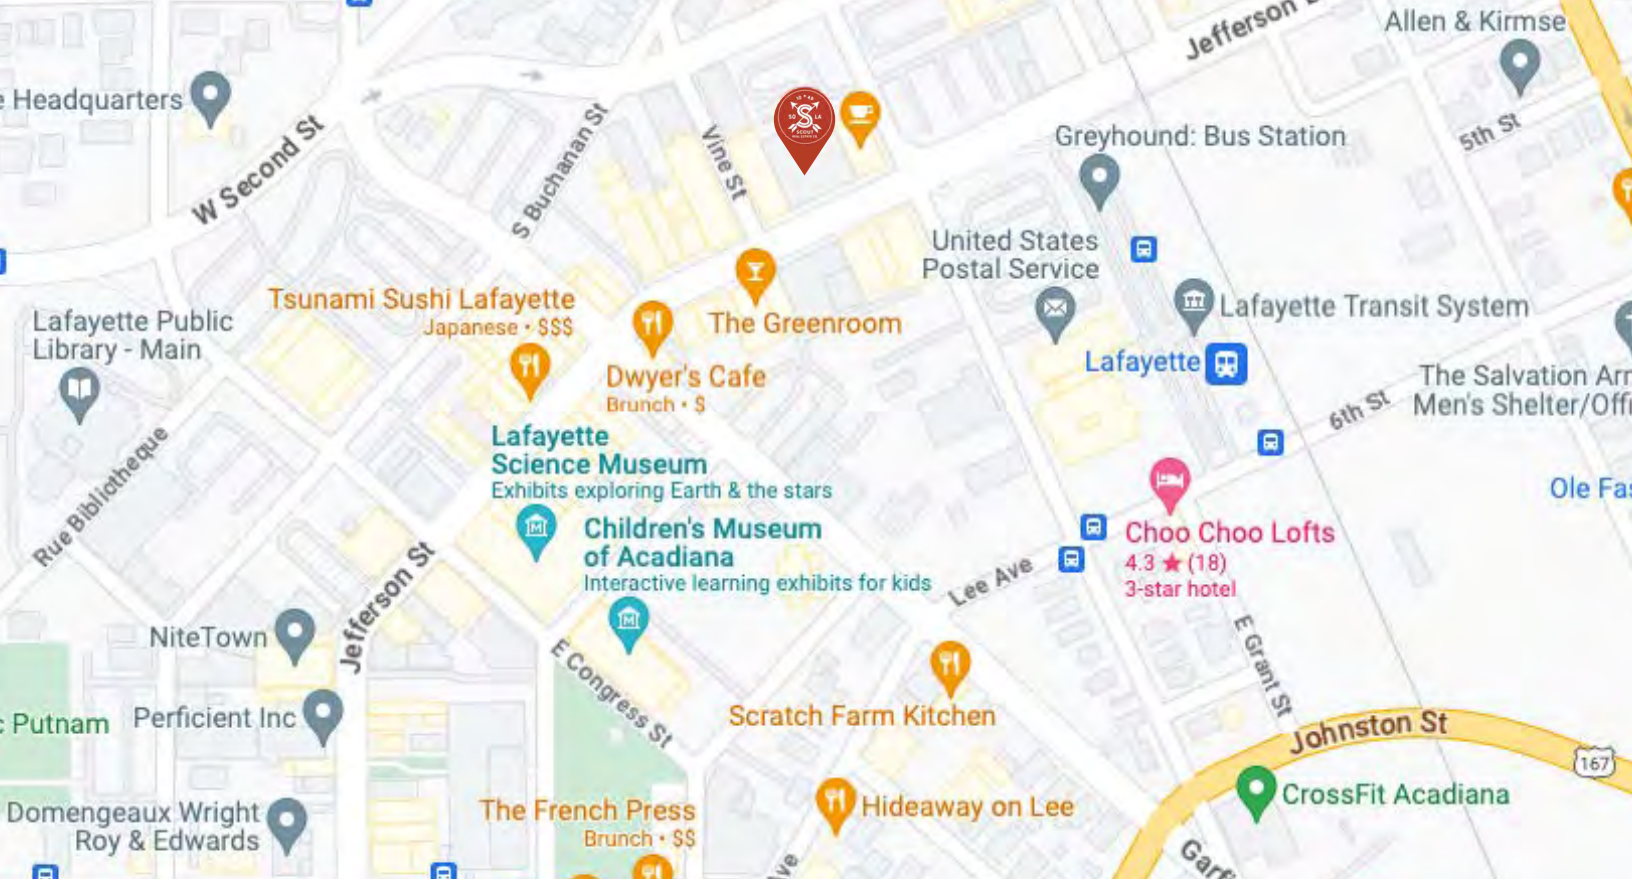 Jefferson
Allen & Kirmse
Headquarters
5th St
Greyhound: Bus Station
W Second St
S Buchanan St
Vine St
S
SCOUT
United States
Postal Service
Tsunami Sushi Lafayette
Japanese • $$$
Lafayette Transit System
Lafayette Public
Library - Main
The Greenroom
Lafayette
Dwyer's Cafe
Brunch • $
The Salvation Arm
Men's Shelter/Offi
6th St
Lafayette
Science Museum
Exhibits exploring Earth & the stars
Ole Fas
Rue Bibliotheque
Children's Museum
of Acadiana
Interactive learning exhibits for kids
Choo Choo Lofts
4.3 ★ (18)
3-star hotel
Lee Ave
Jefferson St
NiteTown
E Congress St
E Grant St
Putnam
Perficient Inc
Scratch Farm Kitchen
Johnston St
167
Domengeaux Wright
Roy & Edwards
The French Press
Brunch • $$
Hideaway on Lee
CrossFit Acadiana
Garf